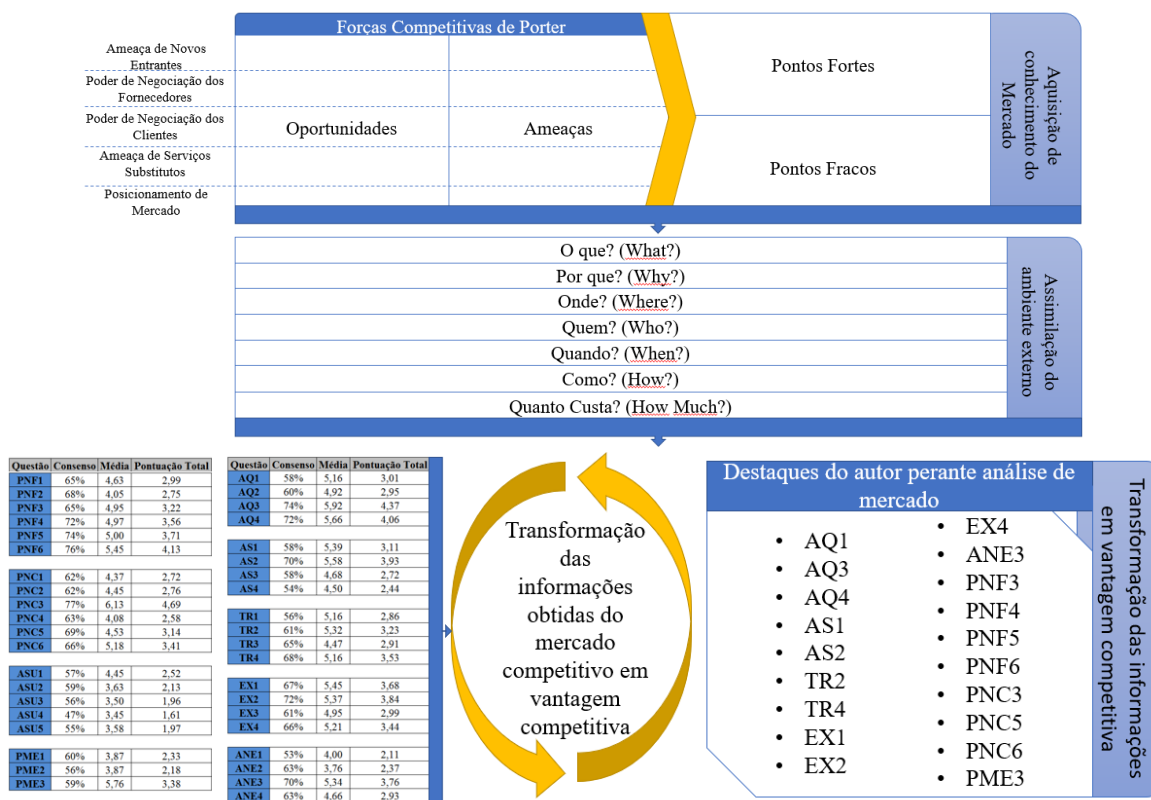 Forças Competitivas de Porter
Ameaça de Novos
Entrantes
Poder de Negociação dos
Fornecedores
Poder de Negociação dos
Clientes
Ameaça de Serviços
Substitutos
Posicionamento de
Mercado
Oportunidades
Ameaças
Pontos Fortes
Pontos Fracos
Aquisição de
conhecimento do
Mercado
O que? (What?)
Por que? (Why?)
Onde? (Where?)
Quem? (Who?)
Quando? (When?)
Como? (How?)
Quanto Custa? (How Much?)
Assimilação do
ambiente externo
Questão Consenso Média Pontuação Total
PNF1 65% 4,63 2,99
PNF2 68% 4,05 2,75
PNF3 65% 4,95 3,22
PNF4 72% 4,97 3,56
PNF5 74% 5,00 3,71
PNF6 76% 5,45 4,13
PNC1 62% 4,37 2,72
PNC2 62% 4,45 2,76
PNC3 77% 6,13 4,69
PNC4 63% 4,08 2,58
PNC5 69% 4,53 3,14
PNC6 66% 5,18 3,41
ASU1 57% 4,45 2,52
ASU2 59% 3,63 2,13
ASU3 56% 3,50 1,96
ASU4 47% 3,45 1,61
ASU5 55% 3,58 1,97
PME1 60% 3,87 2,33
PME2 56% 3,87 2,18
PME3 59% 5,76 3,38
Questão Consenso Média Pontuação Total
AQ1 58% 5,16 3,01
AQ2 60% 4,92 2,95
AQ3 74% 5,92 4,37
AQ4 72% 5,66 4,06
AS1 58% 5,39 3,11
AS2 70% 5,58 3,93
AS3 58% 4,68 2,72
AS4 54% 4,50 2,44
TR1 56% 5,16 2,86
TR2 61% 5,32 3,23
TR3 65% 4,47 2,91
TR4 68% 5,16 3,53
EX1 67% 5,45 3,68
EX2 72% 5,37 3,84
EX3 61% 4,95 2,99
EX4 66% 5,21 3,44
ANE1 53% 4,00 2,11
ANE2 63% 3,76 2,37
ANE3 70% 5,34 3,76
ANE4 63% 4,66 2,93
Transformação
das
informações
obtidas do
mercado
competitivo em
vantagem
competitiva
Destaques do autor perante análise de
mercado
• AQ1
• AQ3
• AQ4
• AS1
• AS2
• TR2
• TR4
• EX1
• EX2
• EX4
• ANE3
• PNF3
• PNF4
• PNF5
• PNF6
• PNC3
• PNC5
• PNC6
• PME3
Transformação das informações
em vantagem competitiva